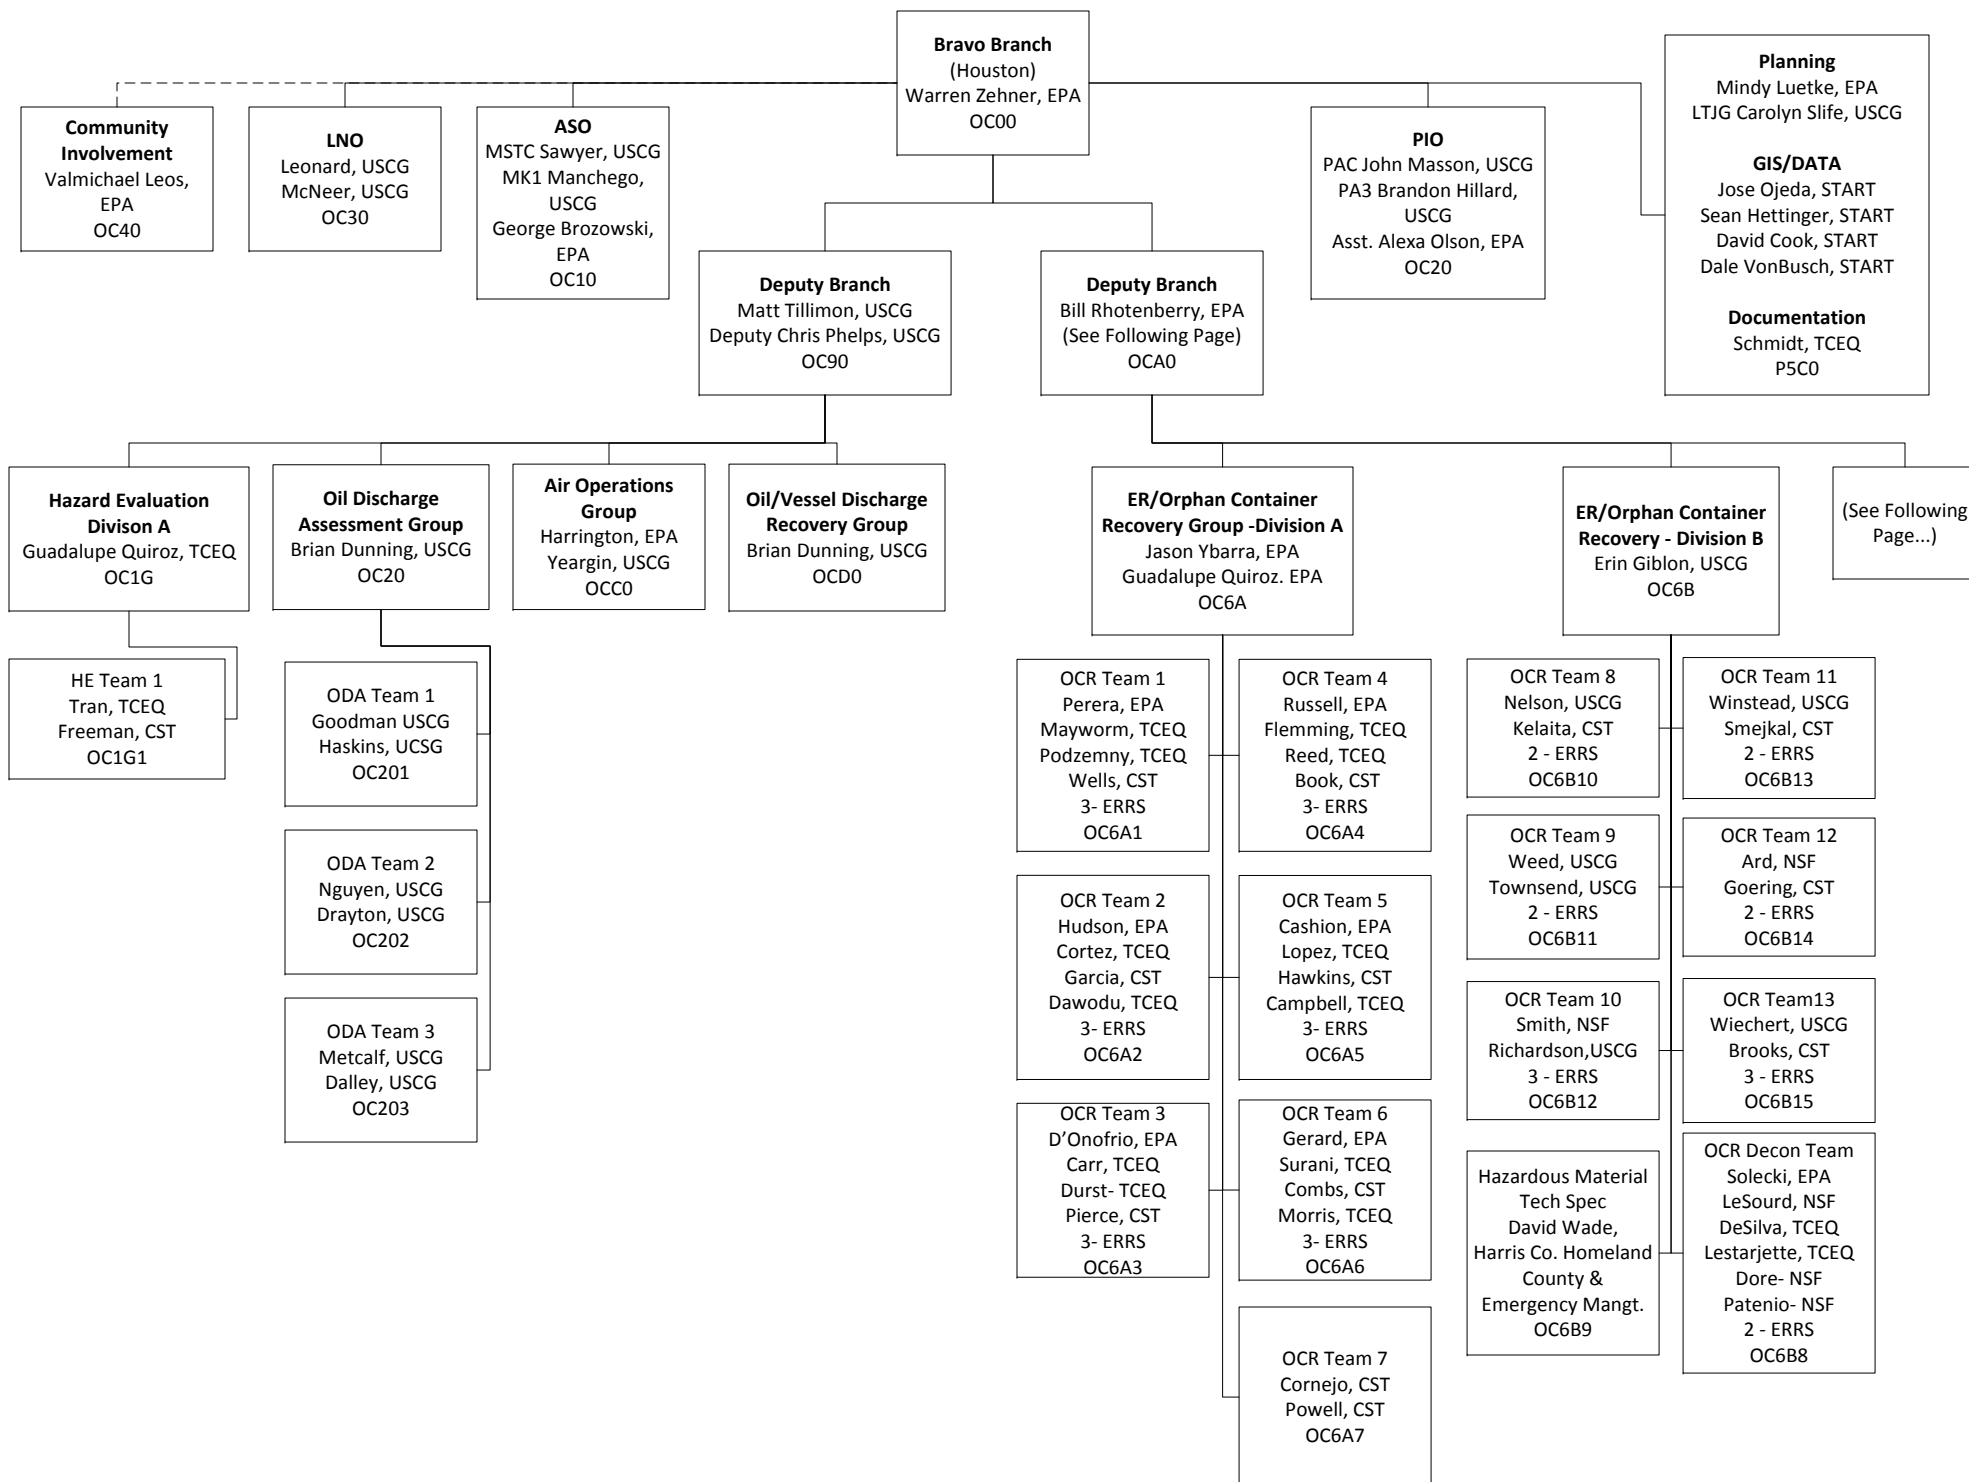 Bravo Branch
(Houston)
Warren Zehner, EPA
OC00
Community
Involvement
Valmichael Leos,
EPA
OC40
LNO
Leonard, USCG
McNeer, USCG
OC30
ASO
MSTC Sawyer, USCG
MK1 Manchego,
USCG
George Brozowski,
EPA
OC10
PIO
PAC John Masson, USCG
PA3 Brandon Hillard,
USCG
Asst. Alexa Olson, EPA
OC20
Planning
Mindy Luetke, EPA
LTJG Carolyn Slife, USCG
GIS/DATA
Jose Ojeda, START
Sean Hettinger, START
David Cook, START
Dale VonBusch, START
Documentation
Schmidt, TCEQ
P5C0
Deputy Branch
Matt Tillimon, USCG
Deputy Chris Phelps, USCG
OC90
Deputy Branch
Bill Rhotenberry, EPA
(See Following Page)
OCA0
Hazard Evaluation
Divison A
Guadalupe Quiroz, TCEQ
OC1G
Oil Discharge
Assessment Group
Brian Dunning, USCG
OC20
Air Operations
Group
Harrington, EPA
Yeargin, USCG
OCC0
Oil/Vessel Discharge
Recovery Group
Brian Dunning, USCG
OCD0
ER/Orphan Container
Recovery Group -Division A
Jason Ybarra, EPA
Guadalupe Quiroz. EPA
OC6A
ER/Orphan Container
Recovery - Division B
Erin Giblon, USCG
OC6B
(See Following
Page...)
HE Team 1
Tran, TCEQ
Freeman, CST
OC1G1
ODA Team 1
Goodman USCG
Haskins, UCSG
OC201
ODA Team 2
Nguyen, USCG
Drayton, USCG
OC202
ODA Team 3
Metcalf, USCG
Dalley, USCG
OC203
OCR Team 1
Perera, EPA
Mayworm, TCEQ
Podzemny, TCEQ
Wells, CST
3- ERRS
OC6A1
OCR Team 4
Russell, EPA
Flemming, TCEQ
Reed, TCEQ
Book, CST
3- ERRS
OC6A4
OCR Team 2
Hudson, EPA
Cortez, TCEQ
Garcia, CST
Dawodu, TCEQ
3- ERRS
OC6A2
OCR Team 5
Cashion, EPA
Lopez, TCEQ
Hawkins, CST
Campbell, TCEQ
3- ERRS
OC6A5
OCR Team 3
D’Onofrio, EPA
Carr, TCEQ
Durst- TCEQ
Pierce, CST
3- ERRS
OC6A3
OCR Team 6
Gerard, EPA
Surani, TCEQ
Combs, CST
Morris, TCEQ
3- ERRS
OC6A6
OCR Team 7
Cornejo, CST
Powell, CST
OC6A7
OCR Team 8
Nelson, USCG
Kelaita, CST
2 - ERRS
OC6B10
OCR Team 11
Winstead, USCG
Smejkal, CST
2 - ERRS
OC6B13
OCR Team 9
Weed, USCG
Townsend, USCG
2 - ERRS
OC6B11
OCR Team 12
Ard, NSF
Goering, CST
2 - ERRS
OC6B14
OCR Team 10
Smith, NSF
Richardson,USCG
3 - ERRS
OC6B12
OCR Team13
Wiechert, USCG
Brooks, CST
3 - ERRS
OC6B15
Hazardous Material
Tech Spec
David Wade,
Harris Co. Homeland
County &
Emergency Mangt.
OC6B9
OCR Decon Team
Solecki, EPA
LeSourd, NSF
DeSilva, TCEQ
Lestarjette, TCEQ
Dore- NSF
Patenio- NSF
2 - ERRS
OC6B8